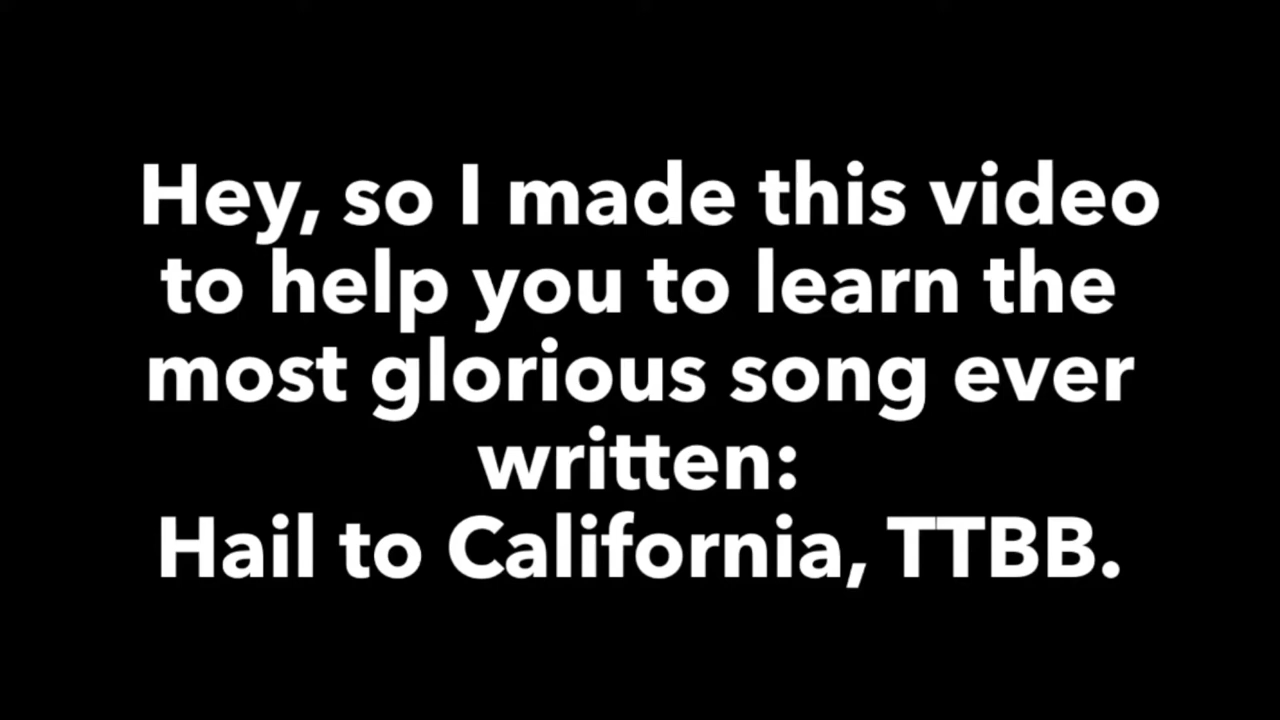 Hey, so I made this video
to help you to learn the
most glorious song ever
written:
Hail to California, TTBB.